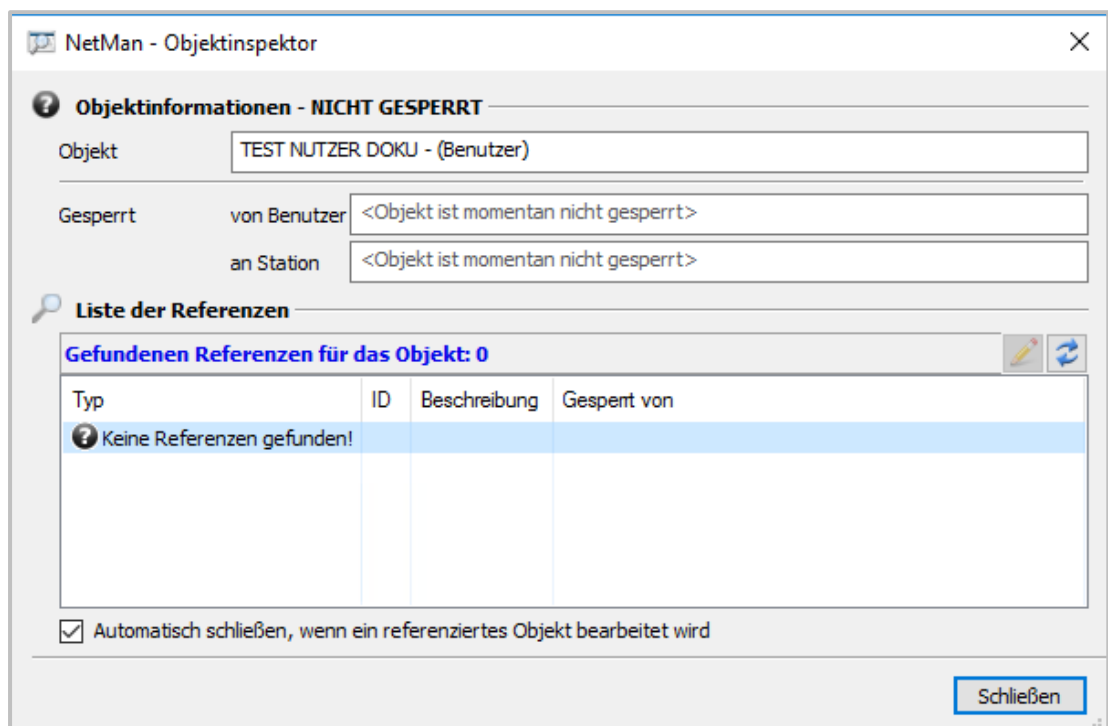 NetMan - Objektinspektor
Objektinformationen - NICHT GESPERRT
Objekt TEST NUTZER DOKU - (Benutzer)
Gesperrt von Benutzer <Objekt ist momentan nicht gesperrt>
an Station <Objekt ist momentan nicht gesperrt>
Liste der Referenzen
Gefundenen Referenzen für das Objekt: 0
Typ ID Beschreibung Gesperrt von
Keine Referenzen gefunden!
Automatisch schließen, wenn ein referenziertes Objekt bearbeitet wird
Schließen